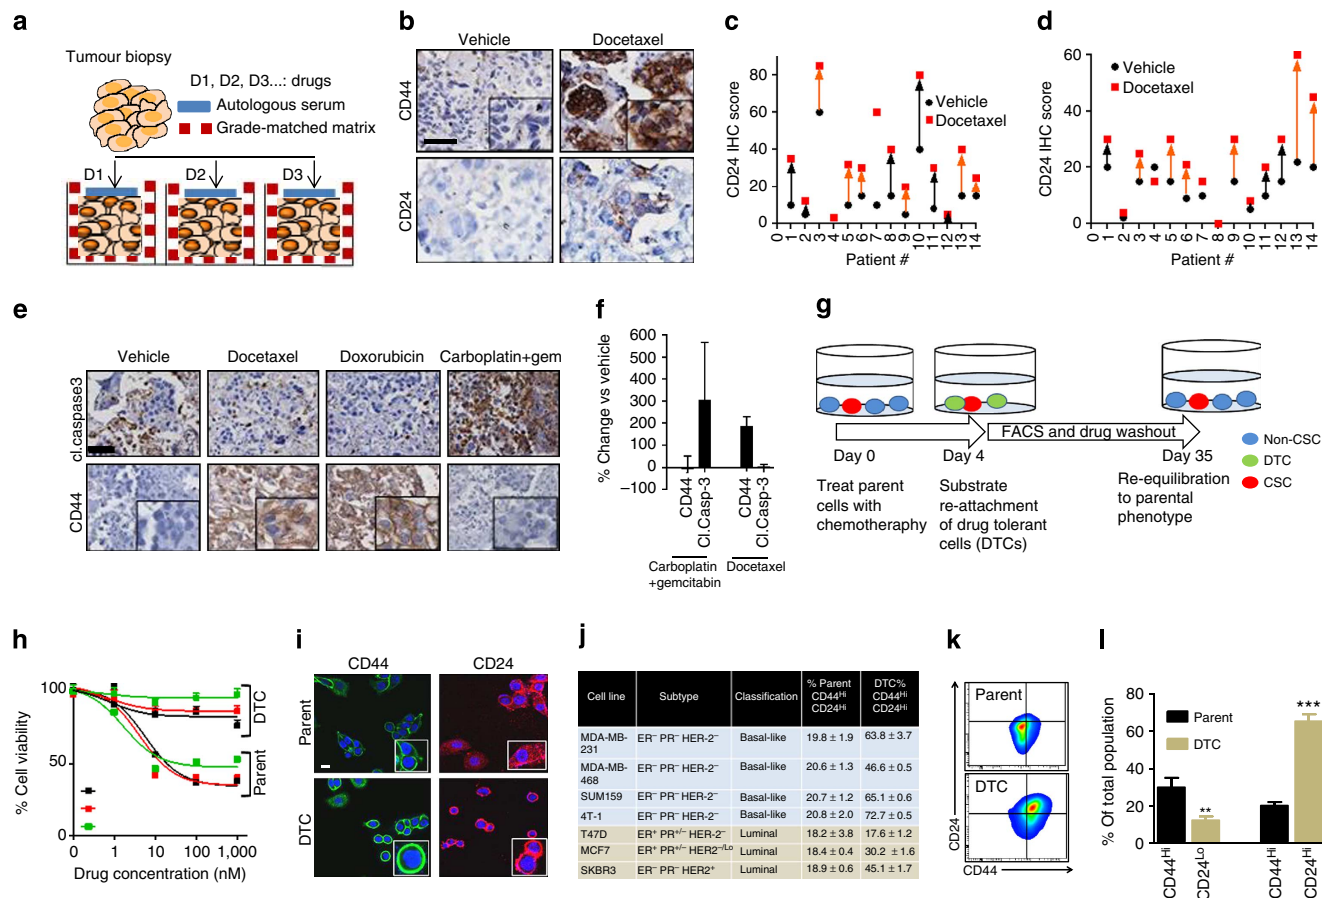 a
Tumour biopsy
D1, D2, D3...: drugs
Autologous serum
Grade-matched matrix
D1 D2 D3
b
Vehicle Docetaxel
CD44
CD24
c
CD24 IHC score
80
60
40
20
0
Vehicle
Docetaxel
1 2 3 4 5 6 7 8 9 10 11 12 13 14
Patient #
d
CD24 IHC score
60
40
20
0
Vehicle
Docetaxel
1 2 3 4 5 6 7 8 9 10 11 12 13 14
Patient #
e
Vehicle Docetaxel Doxorubicin Carboplatin+gem
cl.caspase3
CD44
f
% Change vs vehicle
600
500
400
300
200
100
0
−100
CD44
Cl.Casp-3
CD44
Cl.Casp-3
Carboplatin
+gemcitabin
Docetaxel
g
FACS and drug washout
Day 0 Day 4 Day 35
Treat parent
cells with
chemotheraphy
Substrate
re-attachment
of drug tolerant
cells (DTCs)
Re-equilibration
to parental
phenotype
Non-CSC
DTC
CSC
h
% Cell viability
100
50
0
DTC
Parent
0 1 10 100 1,000
Drug concentration (nM)
i
CD44 CD24
Parent
DTC
j
Cell line Subtype Classification % Parent CD44Hi CD24Hi DTC% CD44Hi CD24Hi
MDA-MB-231 ER− PR− HER-2− Basal-like 19.8 ± 1.9 63.8 ± 3.7
MDA-MB-468 ER− PR− HER-2− Basal-like 20.6 ± 1.3 46.6 ± 0.5
SUM159 ER− PR− HER-2− Basal-like 20.7 ± 1.2 65.1 ± 0.6
4T-1 ER− PR− HER-2− Basal-like 20.8 ± 2.0 72.7 ± 0.5
T47D ER+ PR+/− HER-2− Luminal 18.2 ± 3.8 17.6 ± 1.2
MCF7 ER+ PR+/− HER2−/Lo Luminal 18.4 ± 0.4 30.2 ± 1.6
SKBR3 ER− PR− HER2+ Luminal 18.9 ± 0.6 45.1 ± 1.7
k
Parent
DTC
CD24
CD44
l
% Of total population
80
60
40
20
0
Parent
DTC
**
***
CD44Hi
CD24Lo
CD44Hi
CD24Hi